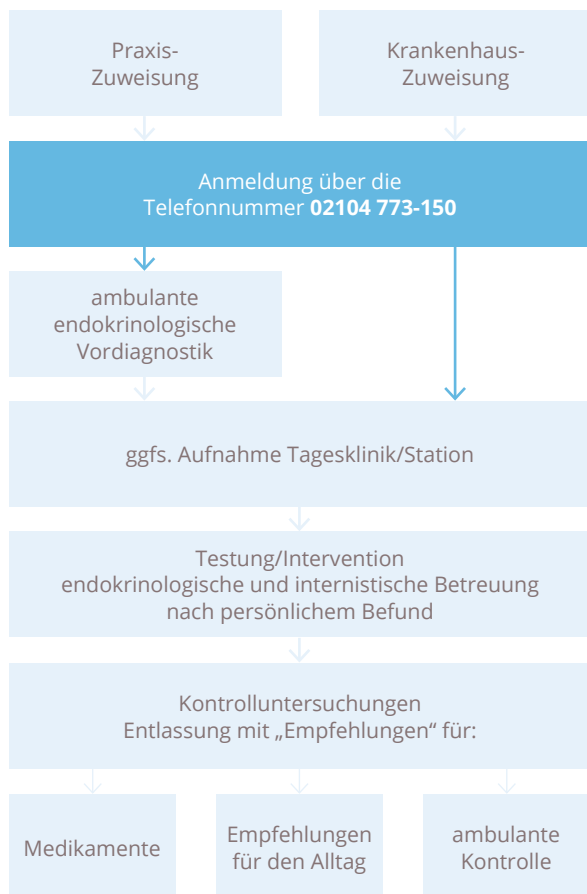 Praxis-
Zuweisung
Krankenhaus-
Zuweisung
Anmeldung über die
Telefonnummer 02104 773-150
ambulante
endokrinologische
Vordiagnostik
ggfs. Aufnahme Tagesklinik/Station
Testung/Intervention
endokrinologische und internistische Betreuung
nach persönlichem Befund
Kontrolluntersuchungen
Entlassung mit „Empfehlungen“ für:
Medikamente
Empfehlungen
für den Alltag
ambulante
Kontrolle